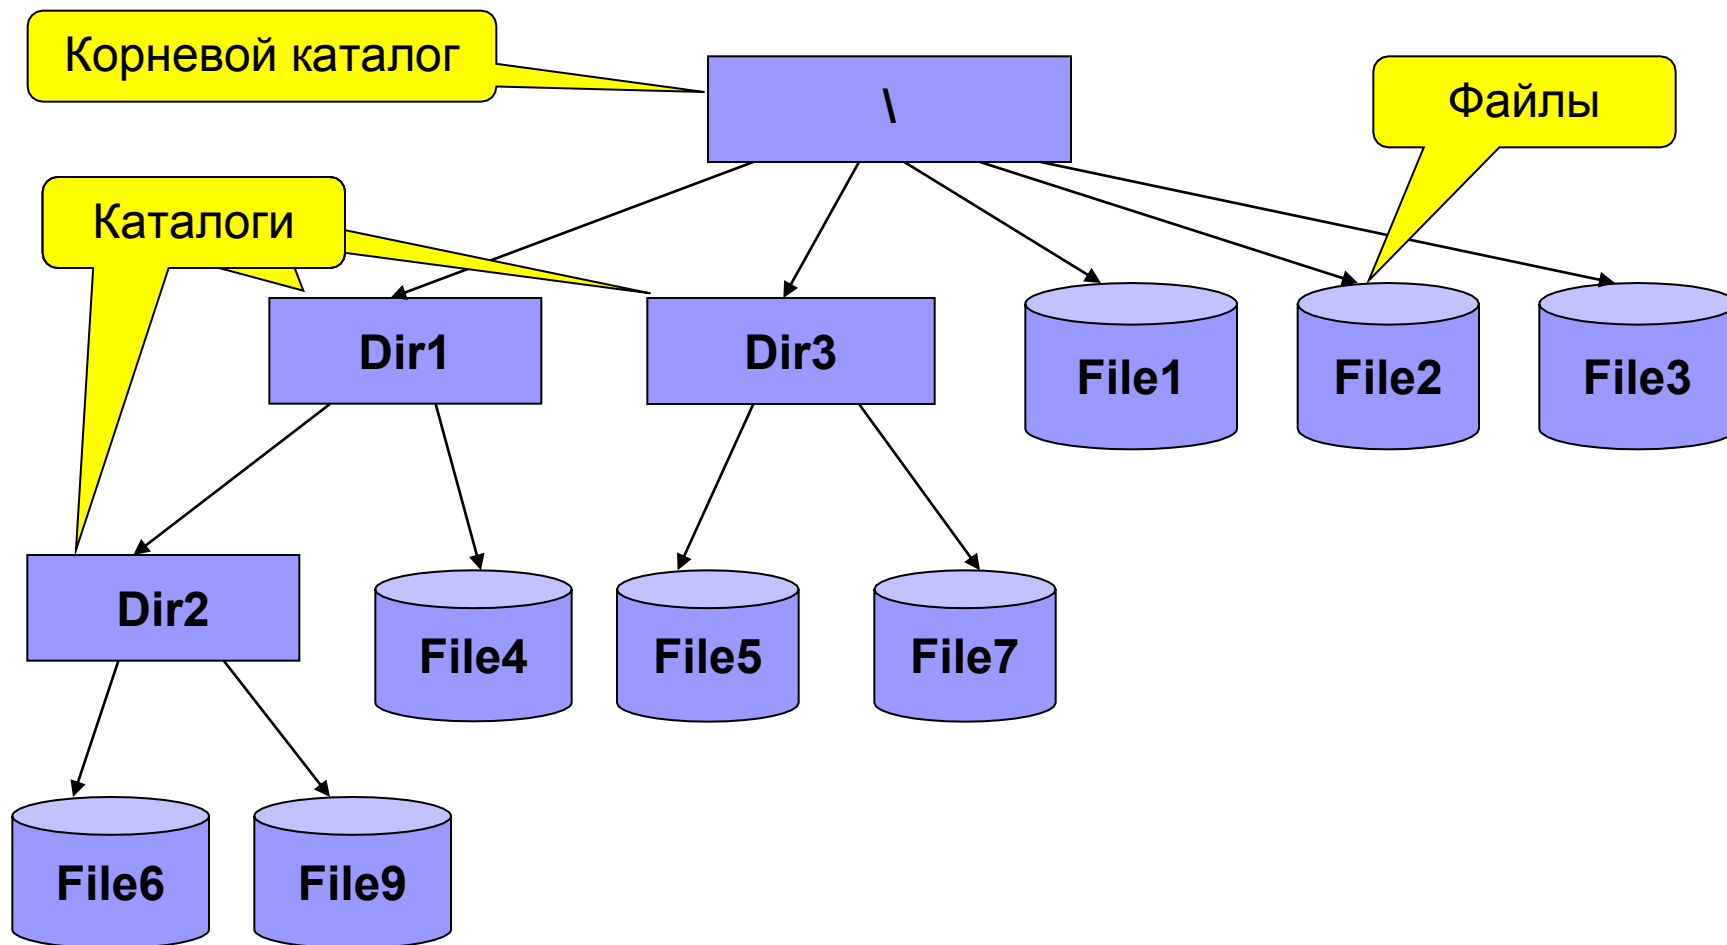 Корневой каталог
\
Файлы
Каталоги
Dir1
Dir3
File1
File2
File3
Dir2
File4
File5
File7
File6
File9